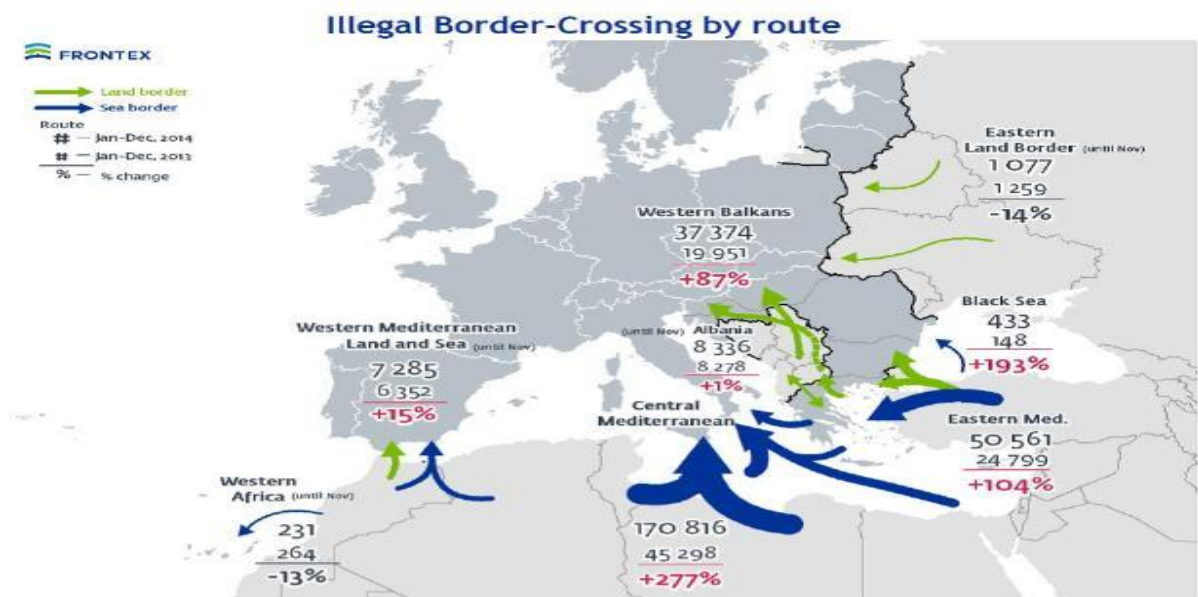 Illegal Border-Crossing by route
FRONTEX
Land border
Sea border
Route
# — Jan-Dec, 2014
# — Jan-Dec, 2013
% — % change
Eastern
Land Border (until Nov)
1 077
1 259
-14%
Western Balkans
37 374
19 951
+87%
Black Sea
433
148
+193%
Western Mediterranean
Land and Sea (until Nov)
7 285
6 352
+15%
(until Nov) Albania
8 336
8 278
+1%
Central
Mediterranean
170 816
45 298
+277%
Eastern Med.
50 561
24 799
+104%
Western
Africa (until Nov)
231
264
-13%